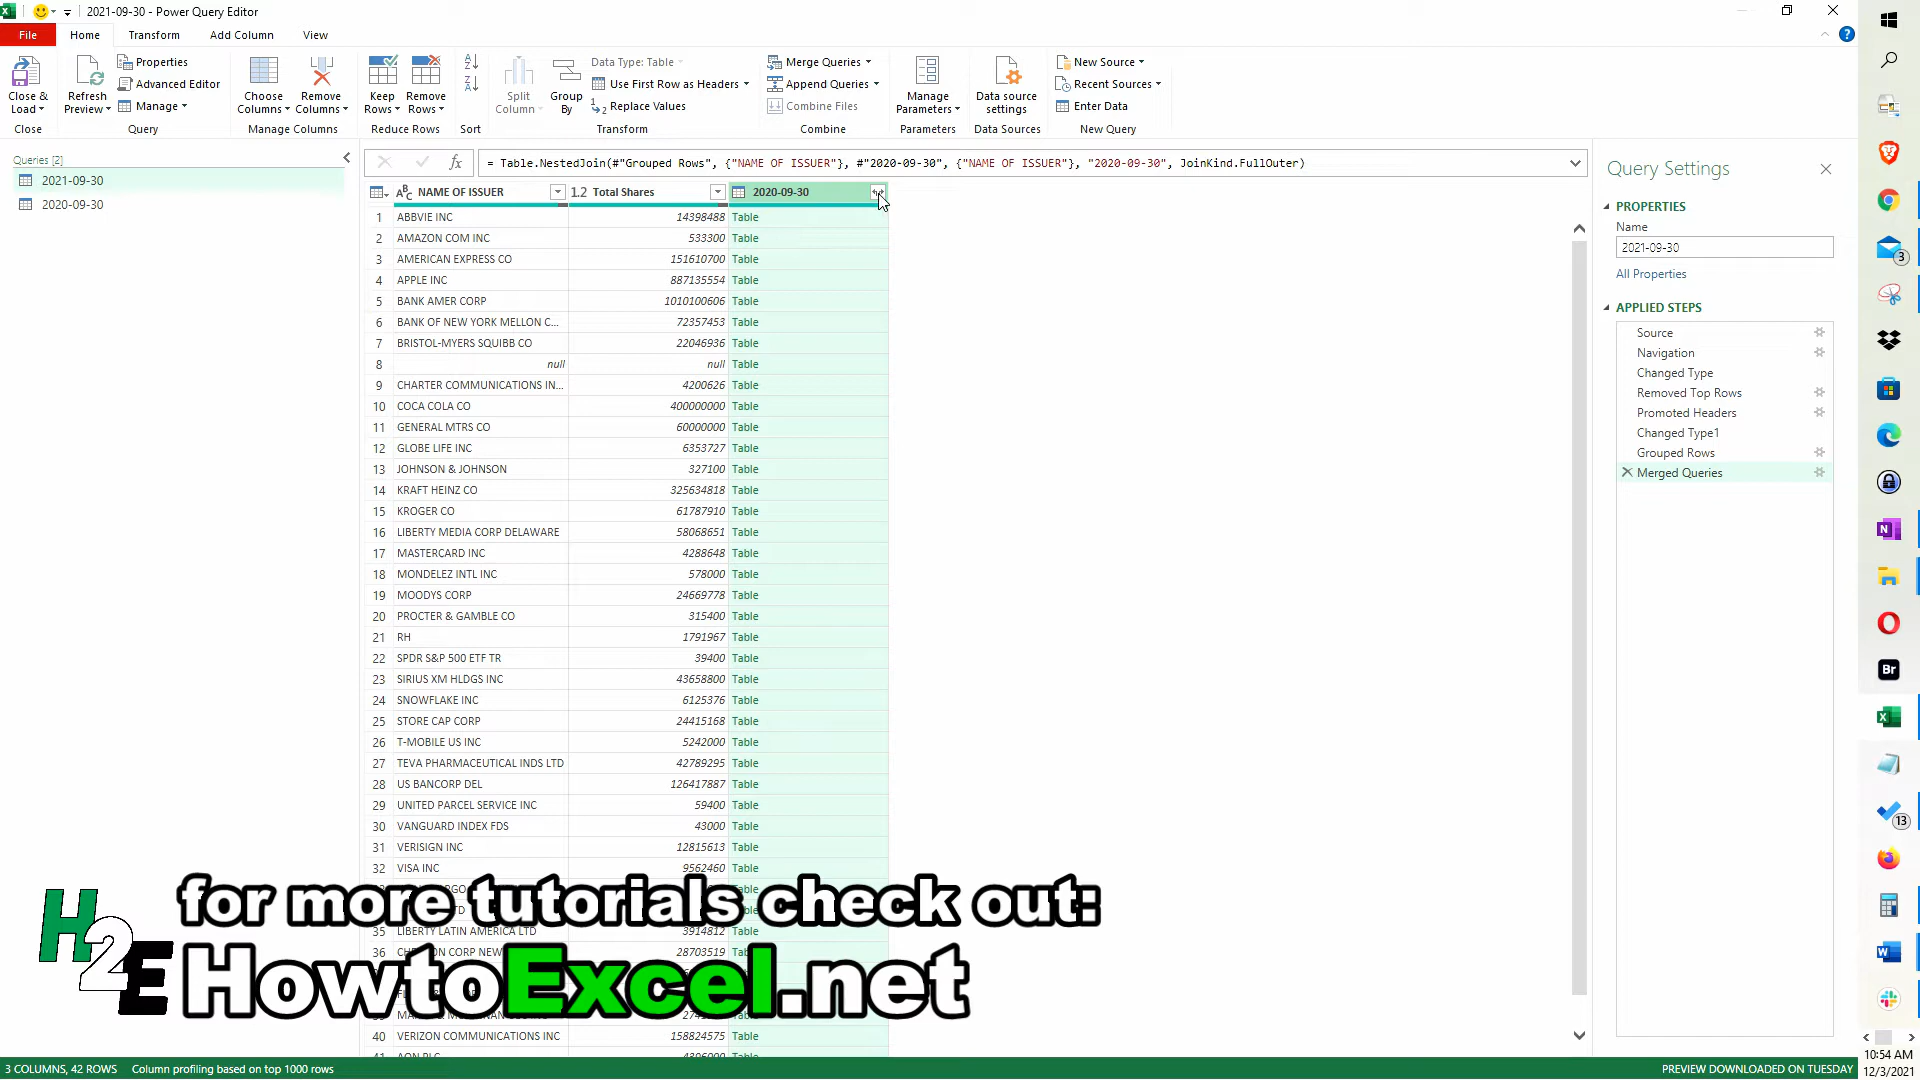 2021-09-30 - Power Query Editor
File Home Transform Add Column View
Close & Load
Refresh Preview
Properties
Advanced Editor
Manage
Choose Columns
Remove Columns
Keep Rows
Remove Rows
Split Column
Group By
Data Type: Table
Use First Row as Headers
Replace Values
Merge Queries
Append Queries
Combine Files
Manage Parameters
Data source settings
New Source
Recent Sources
Enter Data
Close Query Manage Columns Reduce Rows Sort Transform Combine Parameters Data Sources New Query
Queries [2]
2021-09-30
2020-09-30
= Table.NestedJoin(#"Grouped Rows", {"NAME OF ISSUER"}, #"2020-09-30", {"NAME OF ISSUER"}, "2020-09-30", JoinKind.FullOuter)
NAME OF ISSUER 1.2 Total Shares 2020-09-30
1 ABBVIE INC 14398488 Table
2 AMAZON COM INC 533300 Table
3 AMERICAN EXPRESS CO 151610700 Table
4 APPLE INC 887135554 Table
5 BANK AMER CORP 1010100606 Table
6 BANK OF NEW YORK MELLON C... 72357453 Table
7 BRISTOL-MYERS SQUIBB CO 22046936 Table
8 null null Table
9 CHARTER COMMUNICATIONS IN... 4200626 Table
10 COCA COLA CO 400000000 Table
11 GENERAL MTRS CO 60000000 Table
12 GLOBE LIFE INC 6353727 Table
13 JOHNSON & JOHNSON 327100 Table
14 KRAFT HEINZ CO 325634818 Table
15 KROGER CO 61787910 Table
16 LIBERTY MEDIA CORP DELAWARE 58068651 Table
17 MASTERCARD INC 4288648 Table
18 MONDELEZ INTL INC 578000 Table
19 MOODYS CORP 24669778 Table
20 PROCTER & GAMBLE CO 315400 Table
21 RH 1791967 Table
22 SPDR S&P 500 ETF TR 39400 Table
23 SIRIUS XM HLDGS INC 43658800 Table
24 SNOWFLAKE INC 6125376 Table
25 STORE CAP CORP 24415168 Table
26 T-MOBILE US INC 5242000 Table
27 TEVA PHARMACEUTICAL INDS LTD 42789295 Table
28 US BANCORP DEL 126417887 Table
29 UNITED PARCEL SERVICE INC 59400 Table
30 VANGUARD INDEX FDS 43000 Table
31 VERISIGN INC 12815613 Table
32 VISA INC 9562460 Table
35 LIBERTY LATIN AMERICA LTD 3914812 Table
36 28703519 Table
40 VERIZON COMMUNICATIONS INC 158824575 Table
41 AON PLC 4396000 Table
H2E
for more tutorials check out:
HowtoExcel.net
Query Settings
PROPERTIES
Name
2021-09-30
All Properties
APPLIED STEPS
Source
Navigation
Changed Type
Removed Top Rows
Promoted Headers
Changed Type1
Grouped Rows
Merged Queries
3
Br
13
3 COLUMNS, 42 ROWS Column profiling based on top 1000 rows
PREVIEW DOWNLOADED ON TUESDAY
10:54 AM
12/3/2021